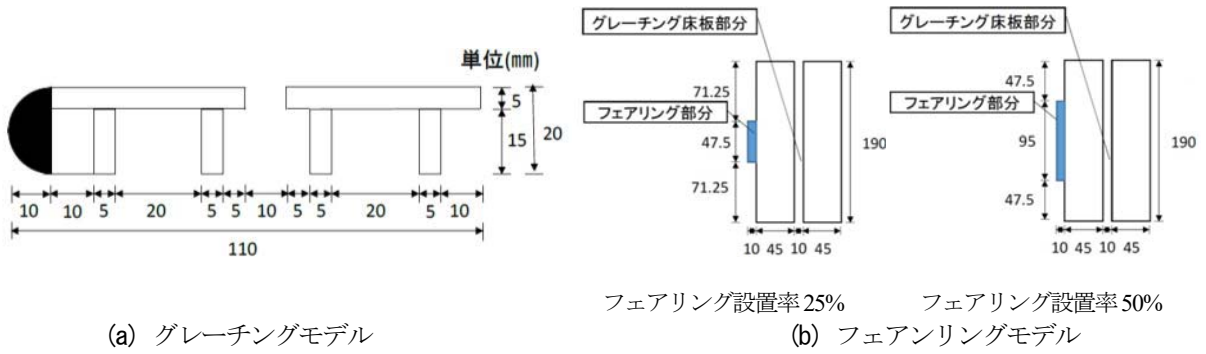 単位(mm)
5
15
20
10 10 5 20 5 5 10 5 5 20 5 10
110
(a) グレーチングモデル
グレーチング床板部分
71.25
フェアリング部分
47.5
71.25
190
10 45 10 45
フェアリング設置率25%
グレーチング床板部分
47.5
フェアリング部分
95
47.5
190
10 45 10 45
フェアリング設置率50%
(b) フェアンリングモデル